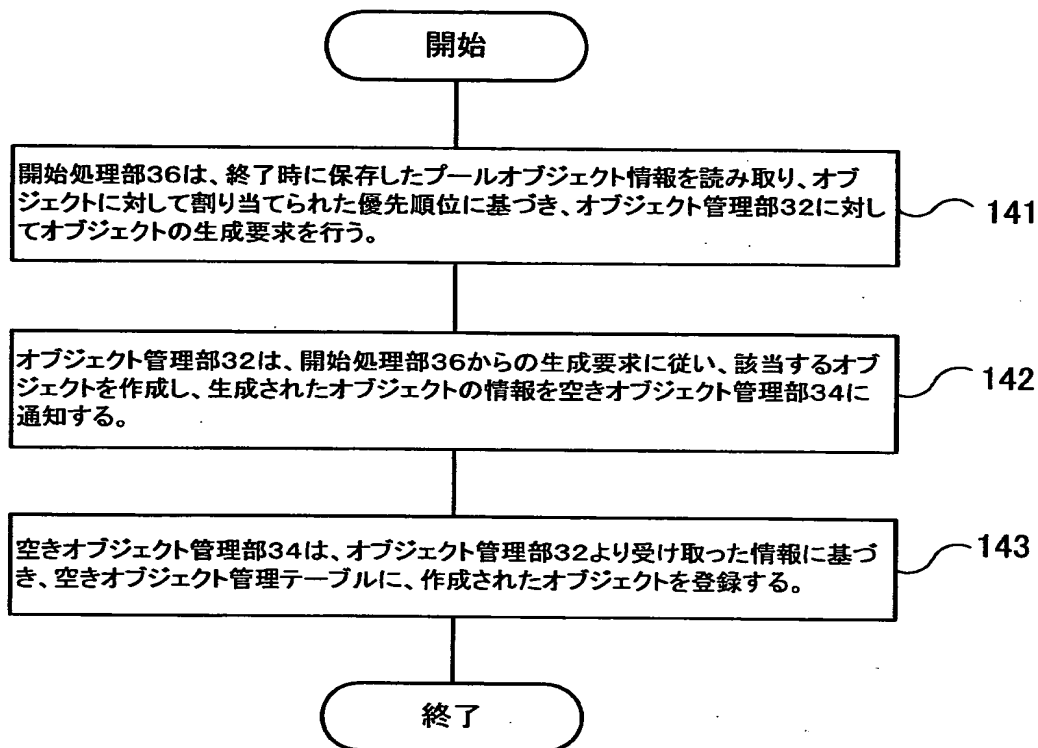 開始
開始処理部36は、終了時に保存したプールオブジェクト情報を読み取り、オブ
ジェクトに対して割り当てられた優先順位に基づき、オブジェクト管理部32に対し
てオブジェクトの生成要求を行う。
141
オブジェクト管理部32は、開始処理部36からの生成要求に従い、該当するオブ
ジェクトを作成し、生成されたオブジェクトの情報を空きオブジェクト管理部34に
通知する。
142
空きオブジェクト管理部34は、オブジェクト管理部32より受け取った情報に基づ
き、空きオブジェクト管理テーブルに、作成されたオブジェクトを登録する。
143
終了